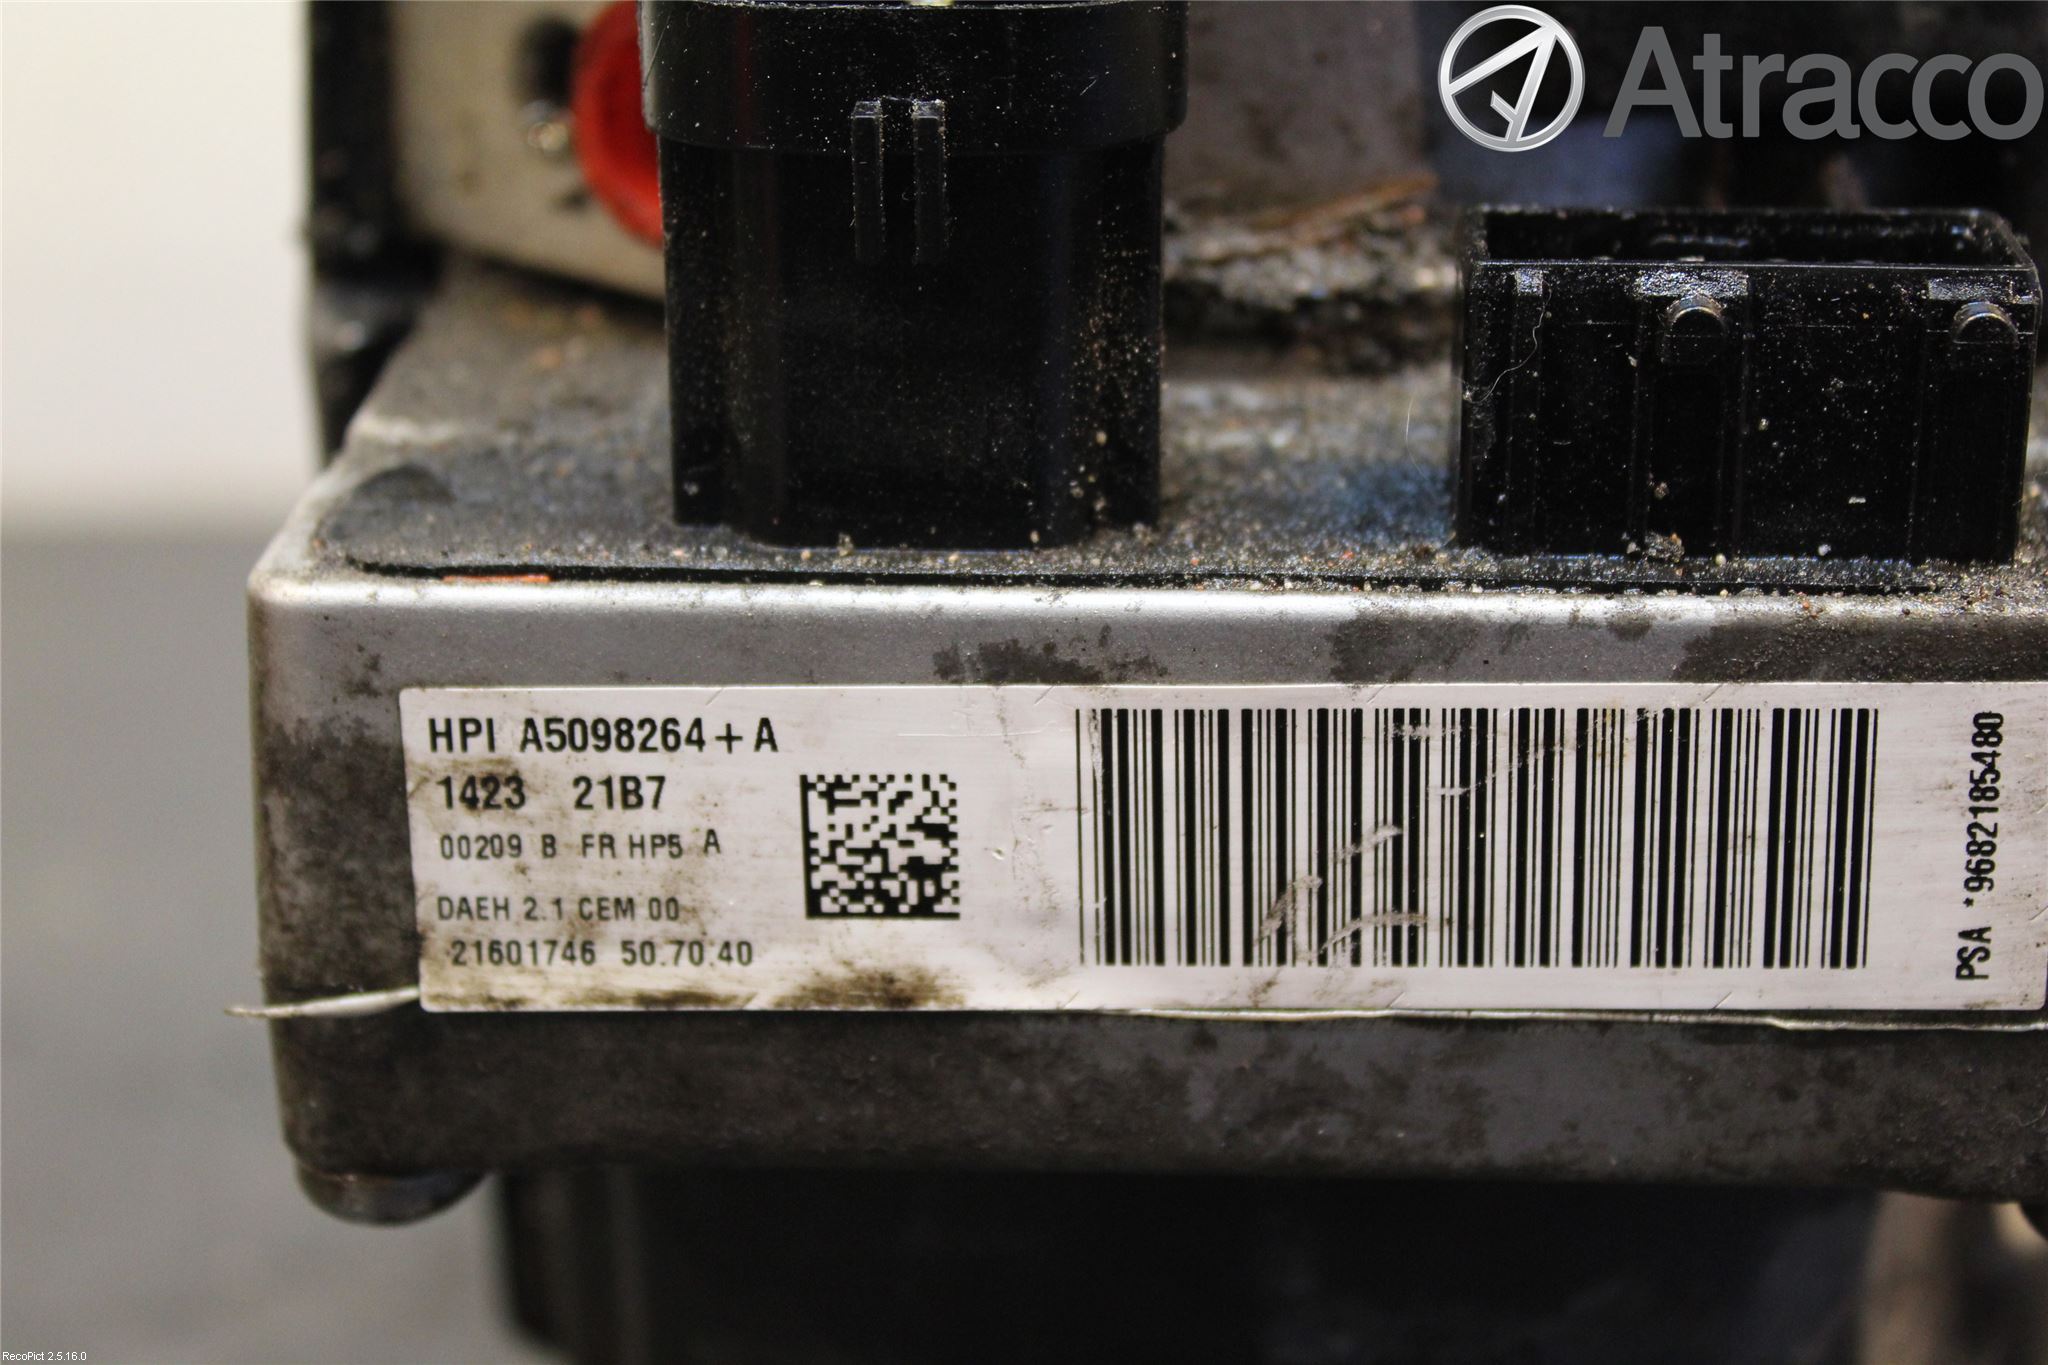 Atracco
HPI A5098264+A
1423 21B7
00209 B FR HP5 A
DAEH 2.1 CEM 00
21601746 50.70.40
PSA *9682185480
RecoPict 2.5.16.0